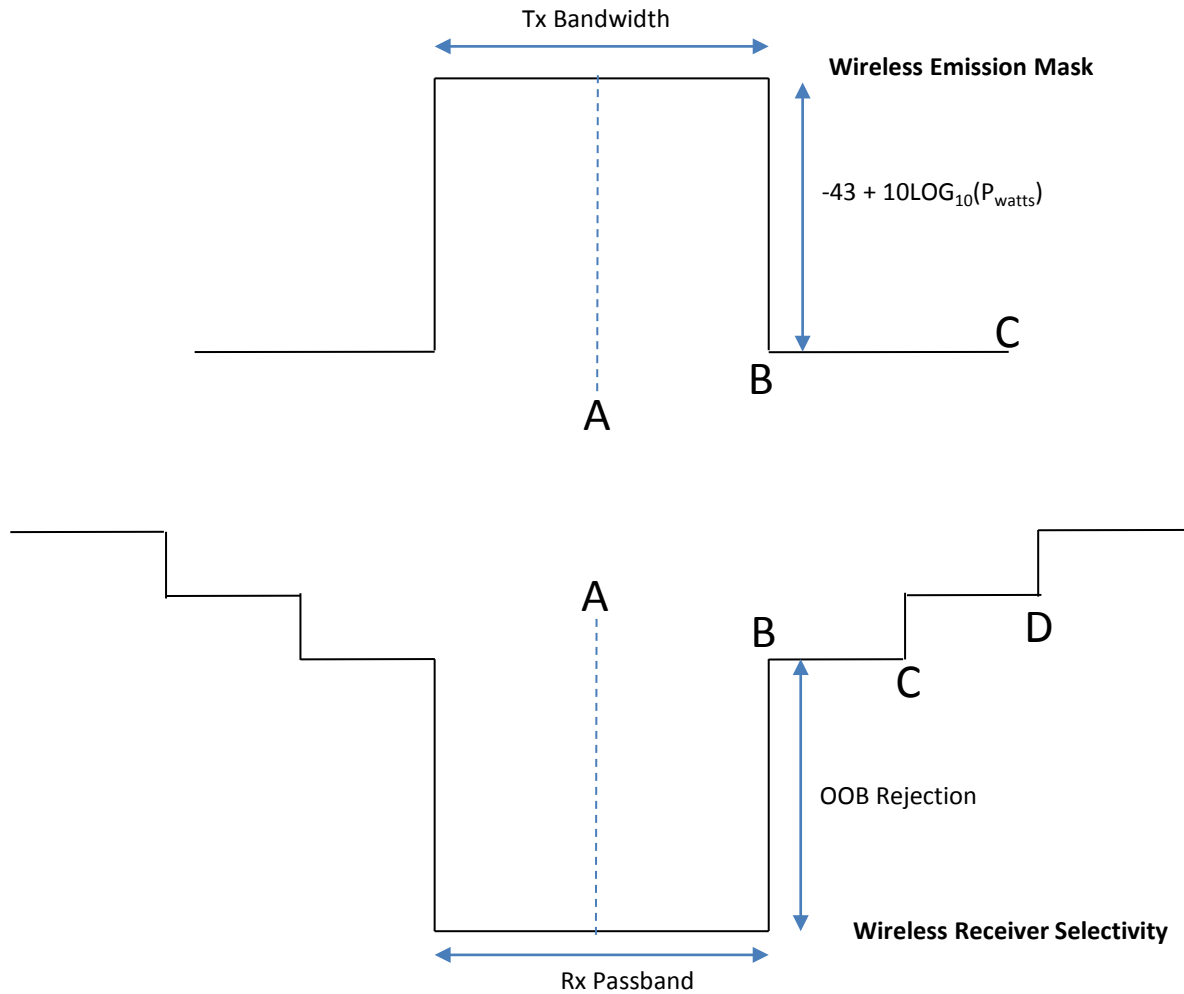 Tx Bandwidth
Wireless Emission Mask
-43 + 10LOG₁₀(Pwatts)
C
B
A
A
B
D
C
OOB Rejection
Wireless Receiver Selectivity
Rx Passband